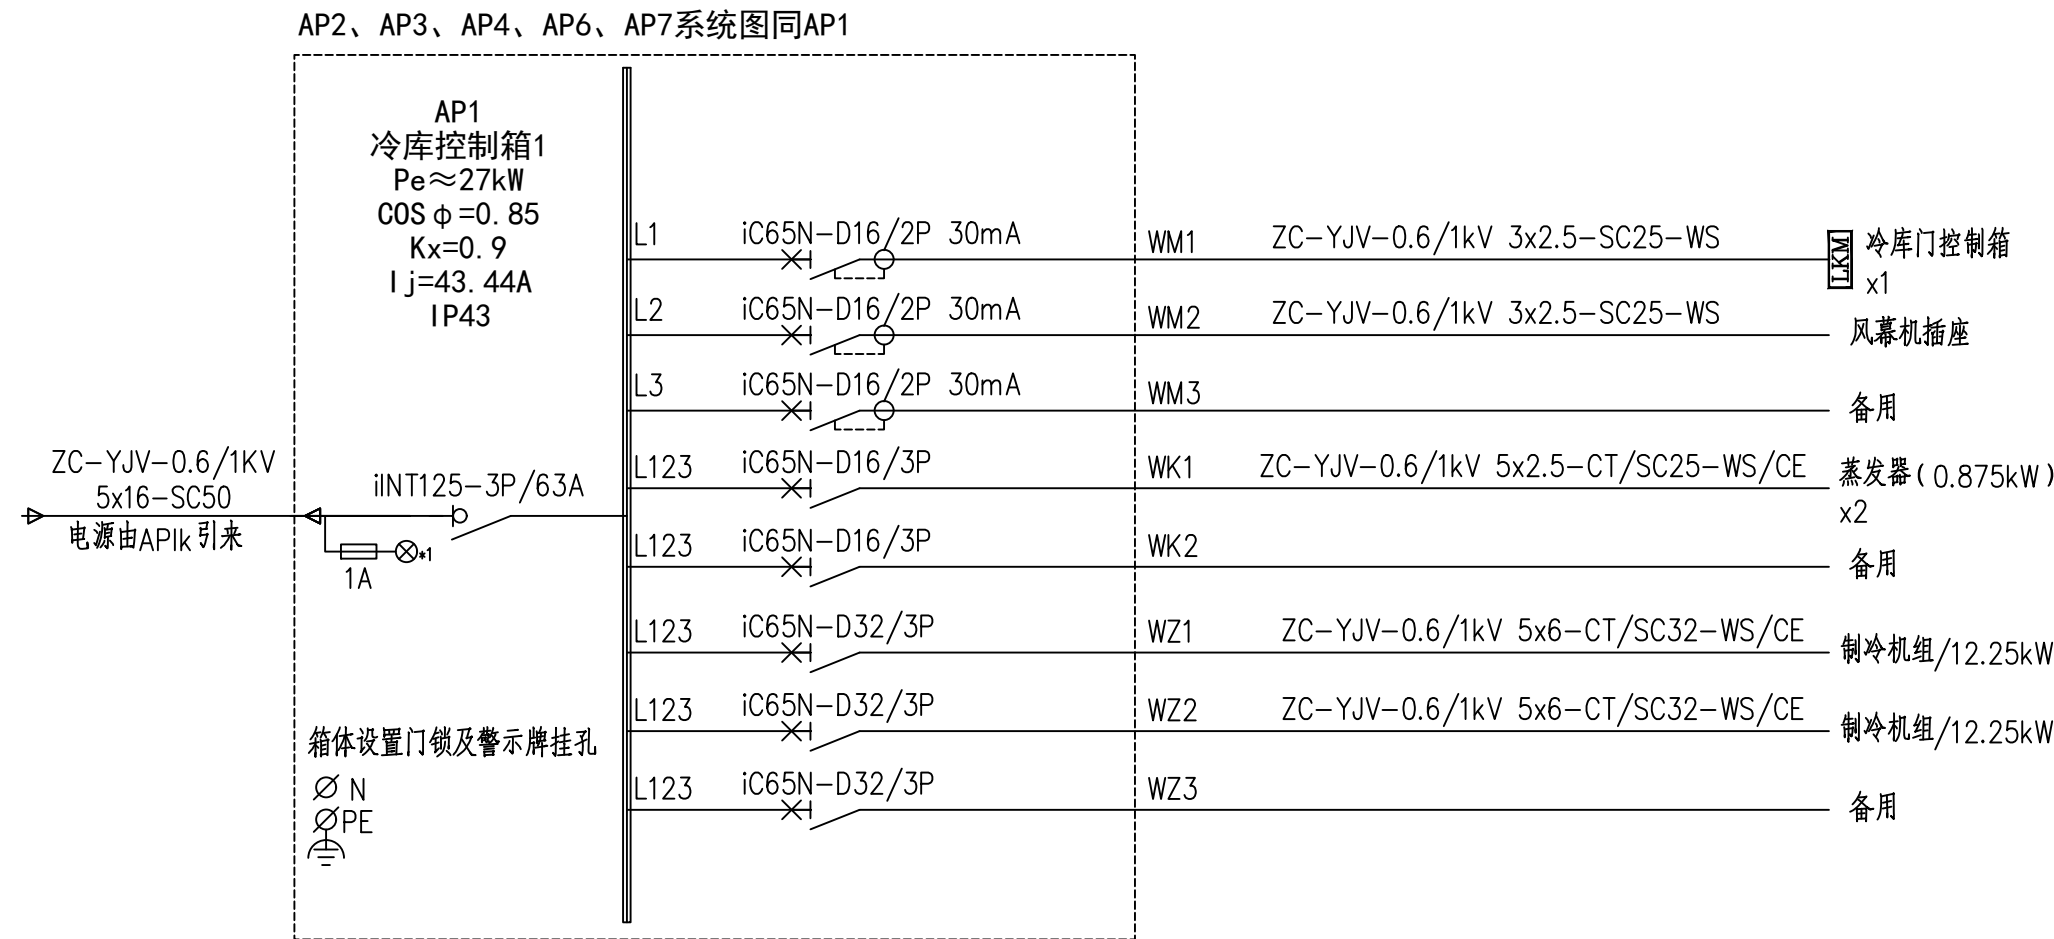 AP2、AP3、AP4、AP6、AP7系统图同AP1
AP1
冷库控制箱1
Pe≈27kW
COSφ=0.85
Kx=0.9
Ij=43.44A
IP43
L1 iC65N-D16/2P 30mA WM1 ZC-YJV-0.6/1kV 3x2.5-SC25-WS LKM 冷库门控制箱
x1
L2 iC65N-D16/2P 30mA WM2 ZC-YJV-0.6/1kV 3x2.5-SC25-WS 风幕机插座
L3 iC65N-D16/2P 30mA WM3 备用
L123 iC65N-D16/3P WK1 ZC-YJV-0.6/1kV 5x2.5-CT/SC25-WS/CE 蒸发器(0.875kW)
x2
ZC-YJV-0.6/1KV
5x16-SC50
电源由APlk引来
iINT125-3P/63A
*1
1A
L123 iC65N-D16/3P WK2 备用
L123 iC65N-D32/3P WZ1 ZC-YJV-0.6/1kV 5x6-CT/SC32-WS/CE 制冷机组/12.25kW
L123 iC65N-D32/3P WZ2 ZC-YJV-0.6/1kV 5x6-CT/SC32-WS/CE 制冷机组/12.25kW
箱体设置门锁及警示牌挂孔
N
PE
L123 iC65N-D32/3P WZ3 备用